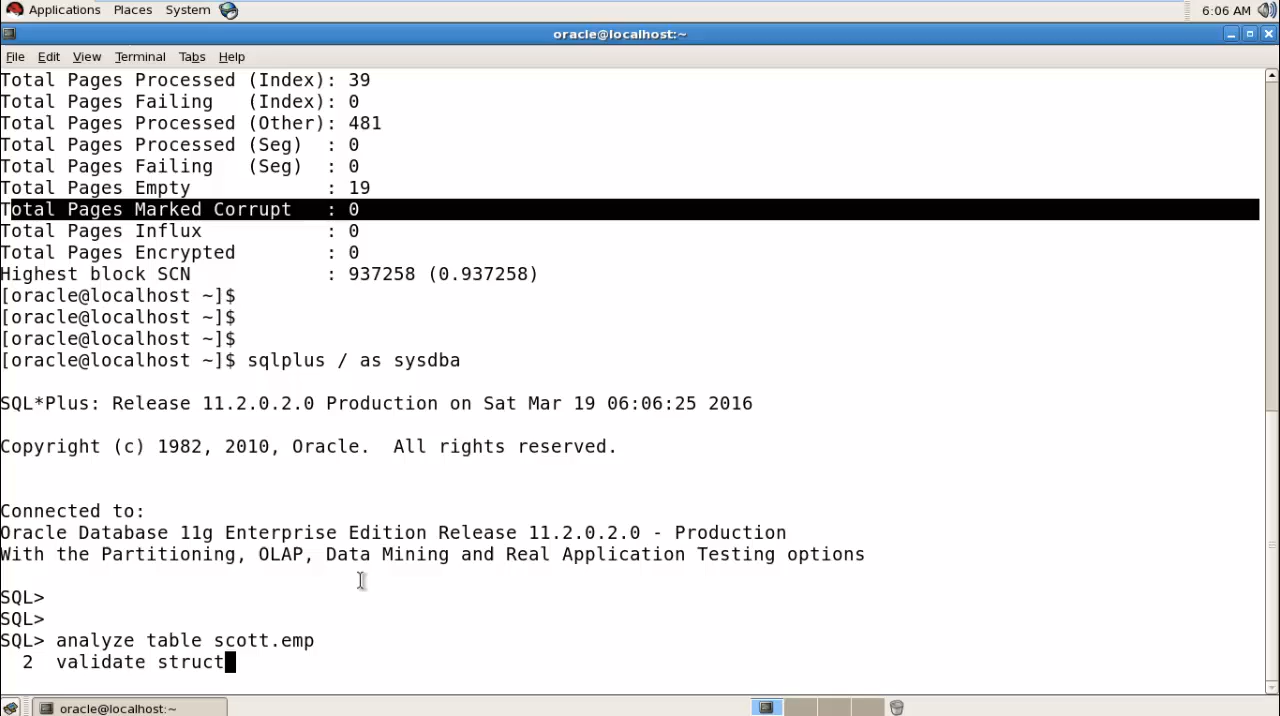 Applications Places System 6:06 AM
oracle@localhost:~
File Edit View Terminal Tabs Help
Total Pages Processed (Index): 39
Total Pages Failing   (Index): 0
Total Pages Processed (Other): 481
Total Pages Processed (Seg)  : 0
Total Pages Failing   (Seg)  : 0
Total Pages Empty            : 19
Total Pages Marked Corrupt   : 0
Total Pages Influx           : 0
Total Pages Encrypted        : 0
Highest block SCN            : 937258 (0.937258)
[oracle@localhost ~]$
[oracle@localhost ~]$
[oracle@localhost ~]$
[oracle@localhost ~]$ sqlplus / as sysdba
SQL*Plus: Release 11.2.0.2.0 Production on Sat Mar 19 06:06:25 2016
Copyright (c) 1982, 2010, Oracle.  All rights reserved.
Connected to:
Oracle Database 11g Enterprise Edition Release 11.2.0.2.0 - Production
With the Partitioning, OLAP, Data Mining and Real Application Testing options
SQL>
SQL>
SQL> analyze table scott.emp
  2  validate struct
oracle@localhost:~